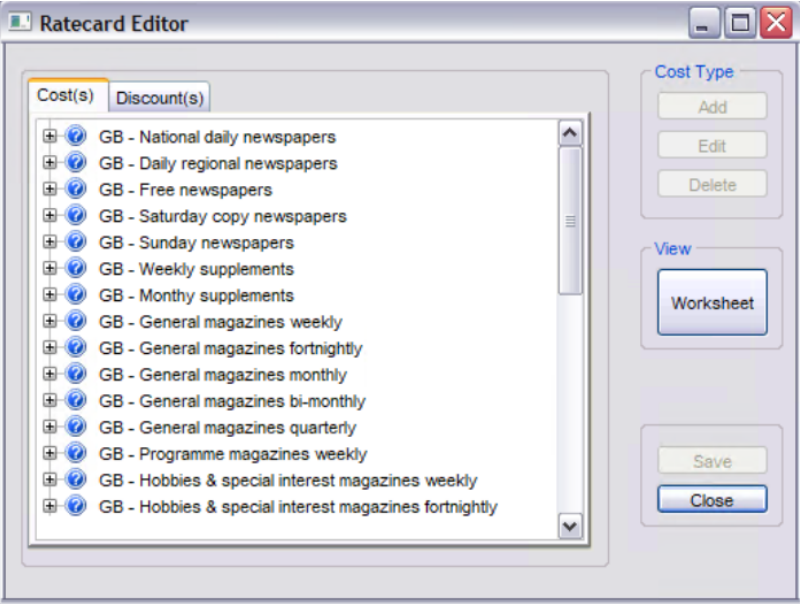 Ratecard Editor
Cost(s)
Discount(s)
GB - National daily newspapers
GB - Daily regional newspapers
GB - Free newspapers
GB - Saturday copy newspapers
GB - Sunday newspapers
GB - Weekly supplements
GB - Monthy supplements
GB - General magazines weekly
GB - General magazines fortnightly
GB - General magazines monthly
GB - General magazines bi-monthly
GB - General magazines quarterly
GB - Programme magazines weekly
GB - Hobbies & special interest magazines weekly
GB - Hobbies & special interest magazines fortnightly
Cost Type
Add
Edit
Delete
View
Worksheet
Save
Close